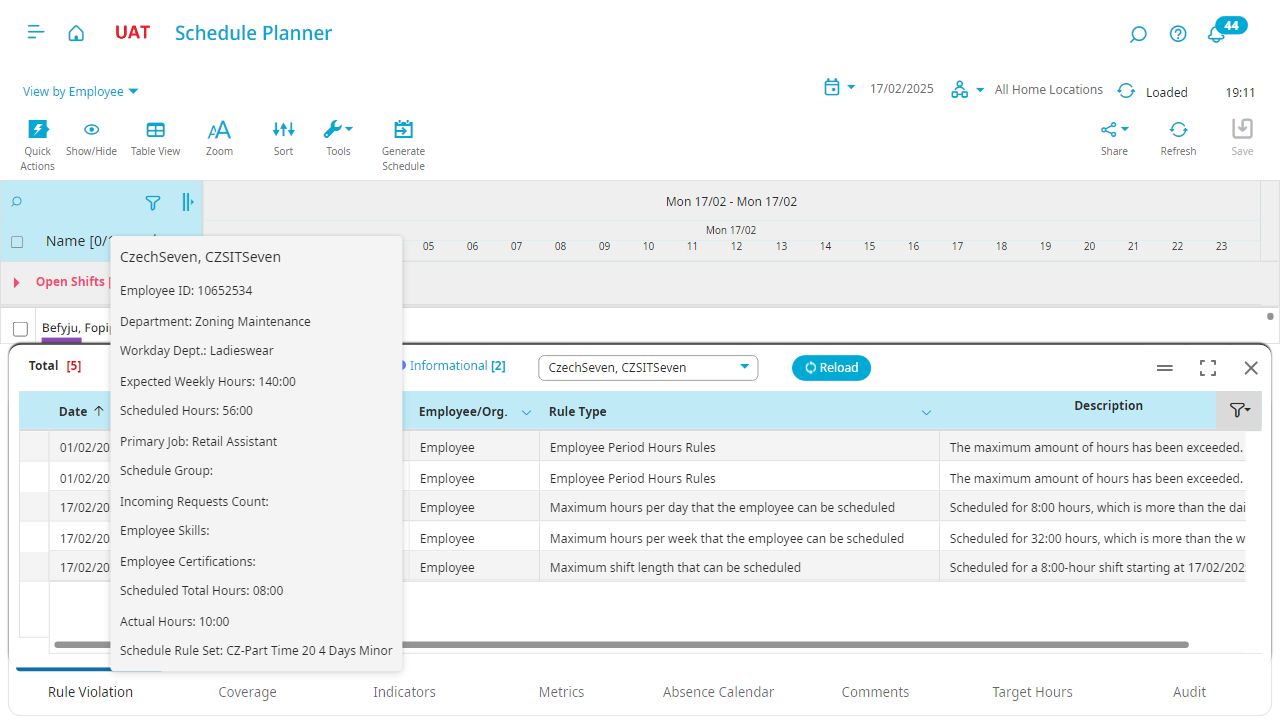 UAT Schedule Planner 44
View by Employee 17/02/2025 All Home Locations Loaded 19:11
Quick Actions Show/Hide Table View Zoom Sort Tools Generate Schedule Share Refresh Save
Mon 17/02 - Mon 17/02
Mon 17/02
Name [0/
05 06 07 08 09 10 11 12 13 14 15 16 17 18 19 20 21 22 23
Open Shifts [
Befyju,
CzechSeven, CZSITSeven
Employee ID: 10652534
Department: Zoning Maintenance
Workday Dept.: Ladieswear
Expected Weekly Hours: 140:00
Scheduled Hours: 56:00
Primary Job: Retail Assistant
Schedule Group:
Incoming Requests Count:
Employee Skills:
Employee Certifications:
Scheduled Total Hours: 08:00
Actual Hours: 10:00
Schedule Rule Set: CZ-Part Time 20 4 Days Minor
Total [5] Informational [2] CzechSeven, CZSITSeven Reload
Date Employee/Org. Rule Type Description
01/02/20 Employee Employee Period Hours Rules The maximum amount of hours has been exceeded.
01/02/20 Employee Employee Period Hours Rules The maximum amount of hours has been exceeded.
17/02/20 Employee Maximum hours per day that the employee can be scheduled Scheduled for 8:00 hours, which is more than the dai
17/02/20 Employee Maximum hours per week that the employee can be scheduled Scheduled for 32:00 hours, which is more than the w
17/02/20 Employee Maximum shift length that can be scheduled Scheduled for a 8:00-hour shift starting at 17/02/202
Rule Violation Coverage Indicators Metrics Absence Calendar Comments Target Hours Audit